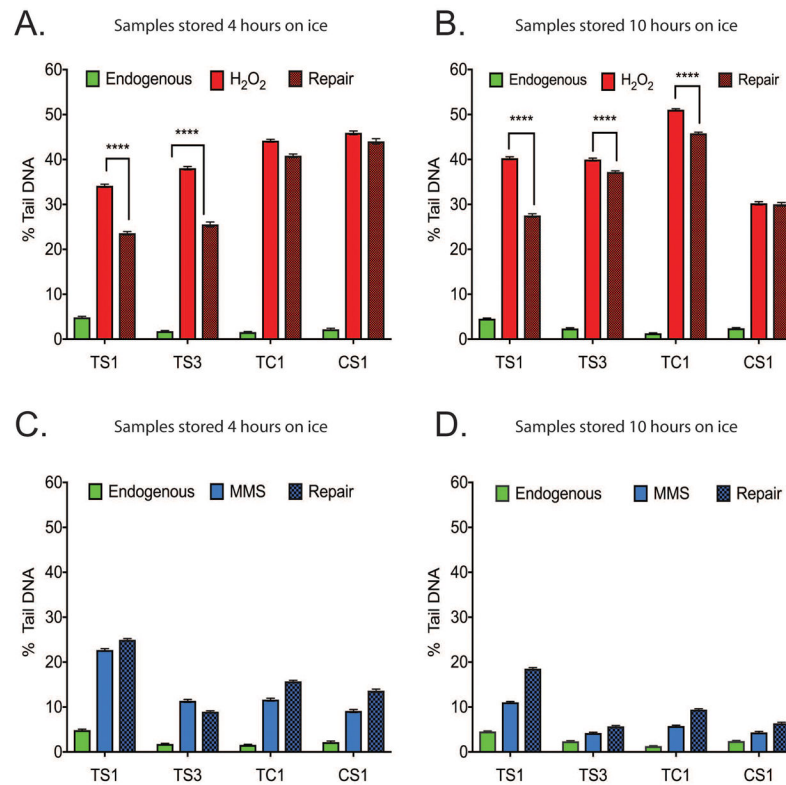 A.
Samples stored 4 hours on ice
Endogenous H₂O₂ Repair
% Tail DNA
60
50
40
30
20
10
0
****
****
TS1 TS3 TC1 CS1
B.
Samples stored 10 hours on ice
Endogenous H₂O₂ Repair
% Tail DNA
60
50
40
30
20
10
0
****
****
****
TS1 TS3 TC1 CS1
C.
Samples stored 4 hours on ice
Endogenous MMS Repair
% Tail DNA
60
50
40
30
20
10
0
TS1 TS3 TC1 CS1
D.
Samples stored 10 hours on ice
Endogenous MMS Repair
% Tail DNA
60
50
40
30
20
10
0
TS1 TS3 TC1 CS1